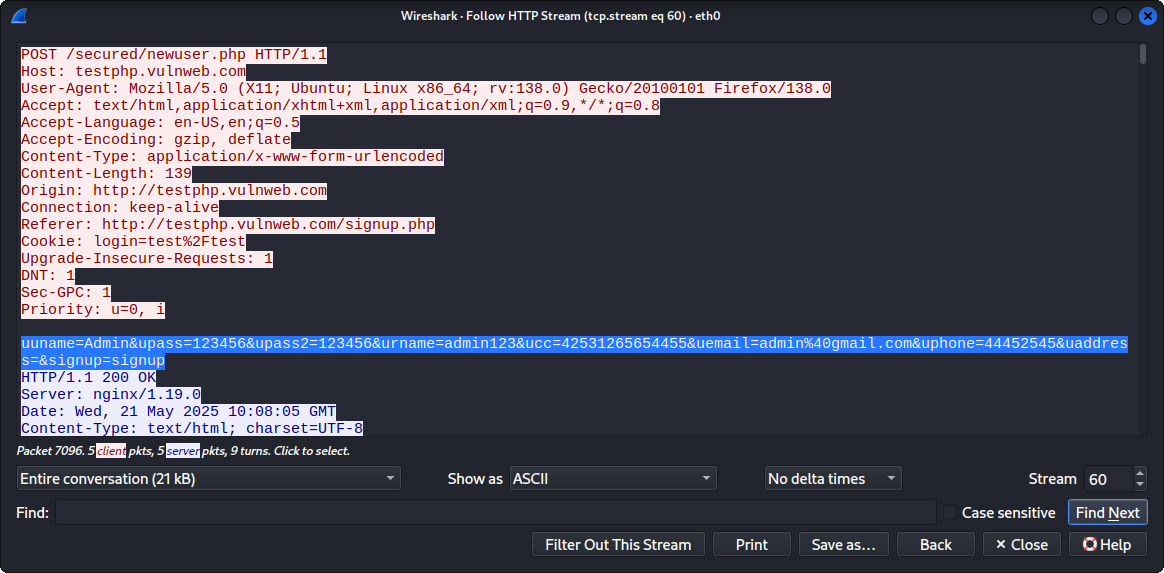 Wireshark · Follow HTTP Stream (tcp.stream eq 60) · eth0
POST /secured/newuser.php HTTP/1.1
Host: testphp.vulnweb.com
User-Agent: Mozilla/5.0 (X11; Ubuntu; Linux x86_64; rv:138.0) Gecko/20100101 Firefox/138.0
Accept: text/html,application/xhtml+xml,application/xml;q=0.9,*/*;q=0.8
Accept-Language: en-US,en;q=0.5
Accept-Encoding: gzip, deflate
Content-Type: application/x-www-form-urlencoded
Content-Length: 139
Origin: http://testphp.vulnweb.com
Connection: keep-alive
Referer: http://testphp.vulnweb.com/signup.php
Cookie: login=test%2Ftest
Upgrade-Insecure-Requests: 1
DNT: 1
Sec-GPC: 1
Priority: u=0, i
uuname=Admin&upass=123456&upass2=123456&urname=admin123&ucc=42531265654455&uemail=admin%40gmail.com&uphone=44452545&uaddres
s=&signup=signup
HTTP/1.1 200 OK
Server: nginx/1.19.0
Date: Wed, 21 May 2025 10:08:05 GMT
Content-Type: text/html; charset=UTF-8
Packet 7096. 5 client pkts, 5 server pkts, 9 turns. Click to select.
Entire conversation (21 kB) Show as ASCII No delta times Stream 60
Find: Case sensitive Find Next
Filter Out This Stream Print Save as… Back Close Help